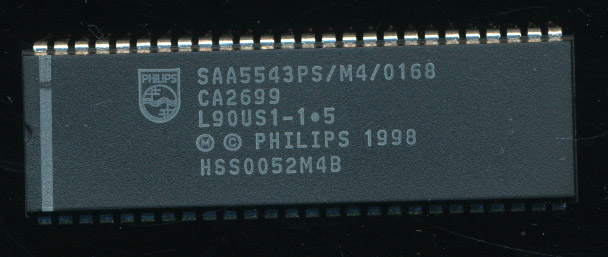 PHILIPS
SAA5543PS/M4/0168
CA2699
L90US1-1•5
Ⓜ © PHILIPS 1998
HSS0052M4B